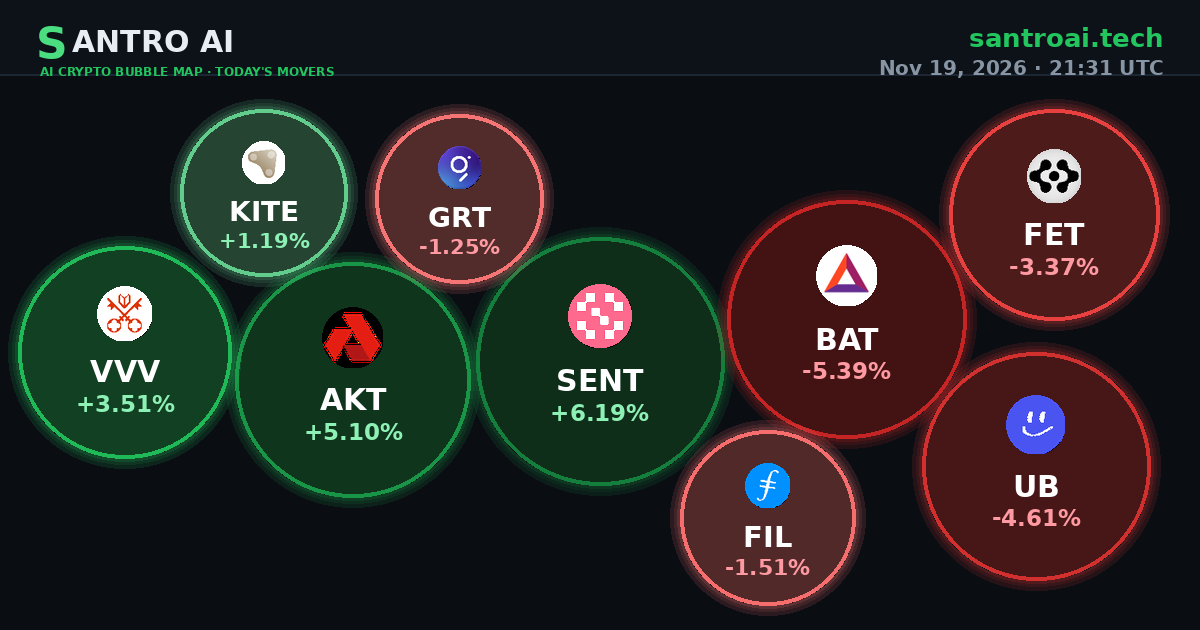 SANTRO AI
AI CRYPTO BUBBLE MAP · TODAY'S MOVERS
santroai.tech
Nov 19, 2026 · 21:31 UTC
KITE
+1.19%
GRT
-1.25%
FET
-3.37%
VVV
+3.51%
AKT
+5.10%
SENT
+6.19%
BAT
-5.39%
UB
-4.61%
FIL
-1.51%